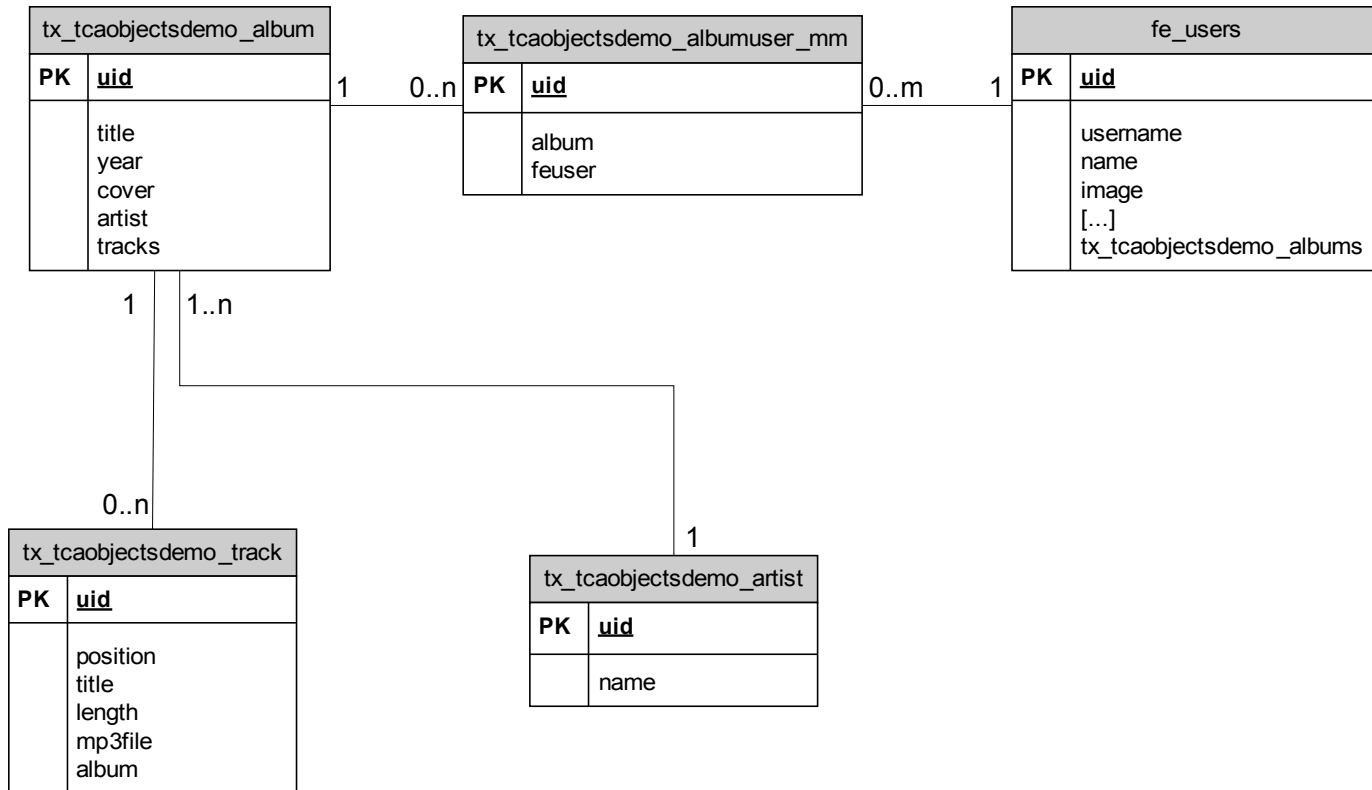 tx_tcaobjectsdemo_album
PK uid
title
year
cover
artist
tracks
1
0..n
tx_tcaobjectsdemo_albumuser_mm
PK uid
album
feuser
0..m
1
fe_users
PK uid
username
name
image
[...]
tx_tcaobjectsdemo_albums
1
1..n
0..n
tx_tcaobjectsdemo_track
PK uid
position
title
length
mp3file
album
1
tx_tcaobjectsdemo_artist
PK uid
name